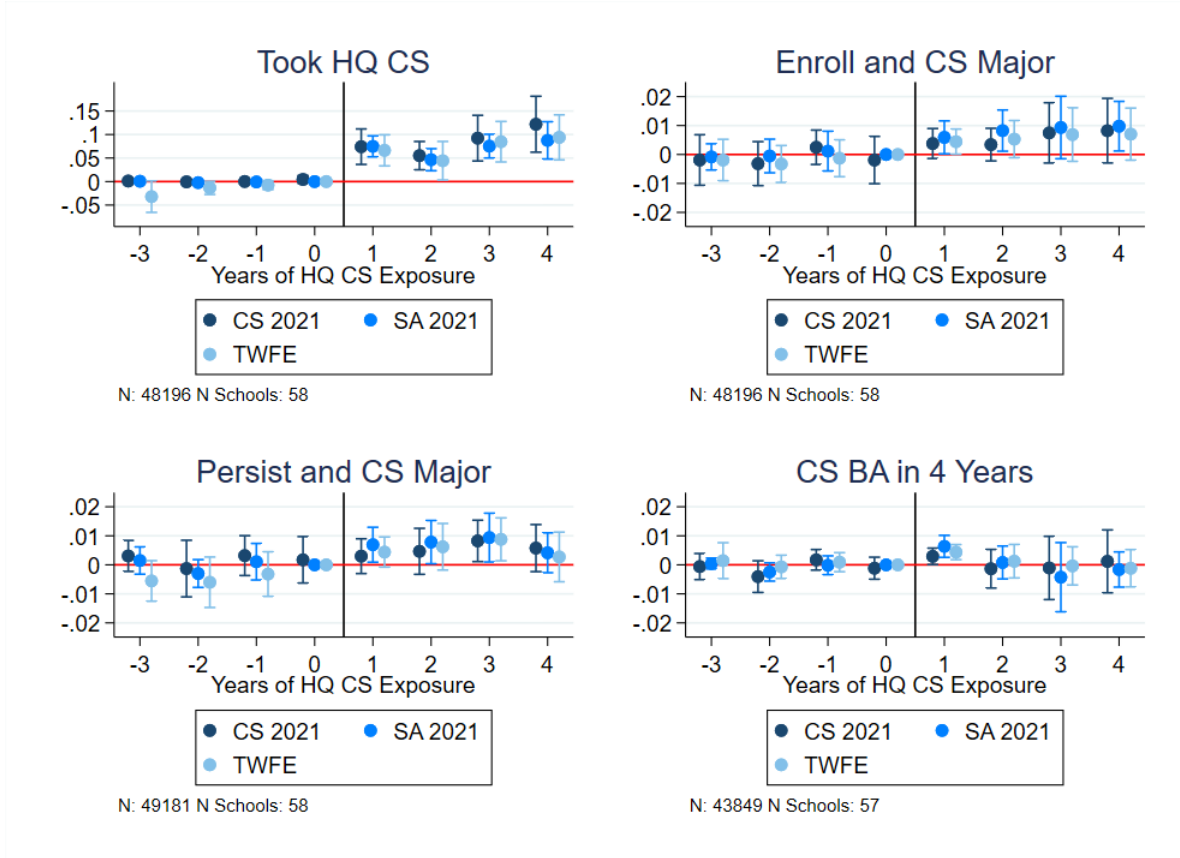 Took HQ CS
.15
.1
.05
0
-.05
-3 -2 -1 0 1 2 3 4
Years of HQ CS Exposure
CS 2021 SA 2021
TWFE
N: 48196 N Schools: 58
Enroll and CS Major
.02
.01
0
-.01
-.02
-3 -2 -1 0 1 2 3 4
Years of HQ CS Exposure
CS 2021 SA 2021
TWFE
N: 48196 N Schools: 58
Persist and CS Major
.02
.01
0
-.01
-.02
-3 -2 -1 0 1 2 3 4
Years of HQ CS Exposure
CS 2021 SA 2021
TWFE
N: 49181 N Schools: 58
CS BA in 4 Years
.02
.01
0
-.01
-.02
-3 -2 -1 0 1 2 3 4
Years of HQ CS Exposure
CS 2021 SA 2021
TWFE
N: 43849 N Schools: 57